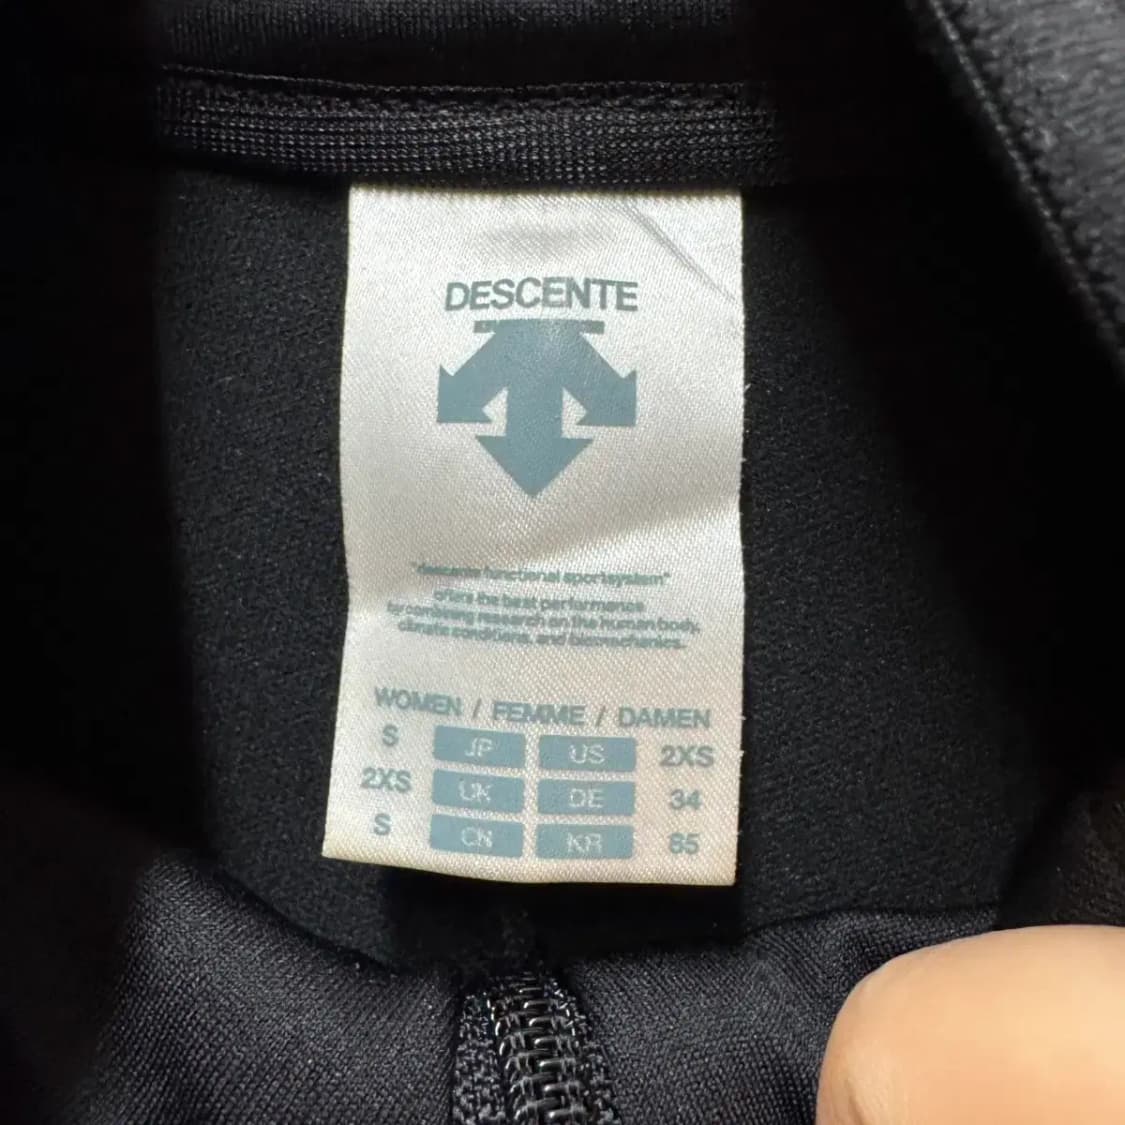 DESCENTE
"descente functional sportsystem"
offers the best performance
by combining research on the human body,
climate conditions, and biomechanics.
WOMEN / FEMME / DAMEN
S JP US 2XS
2XS UK DE 34
S CN KR 85